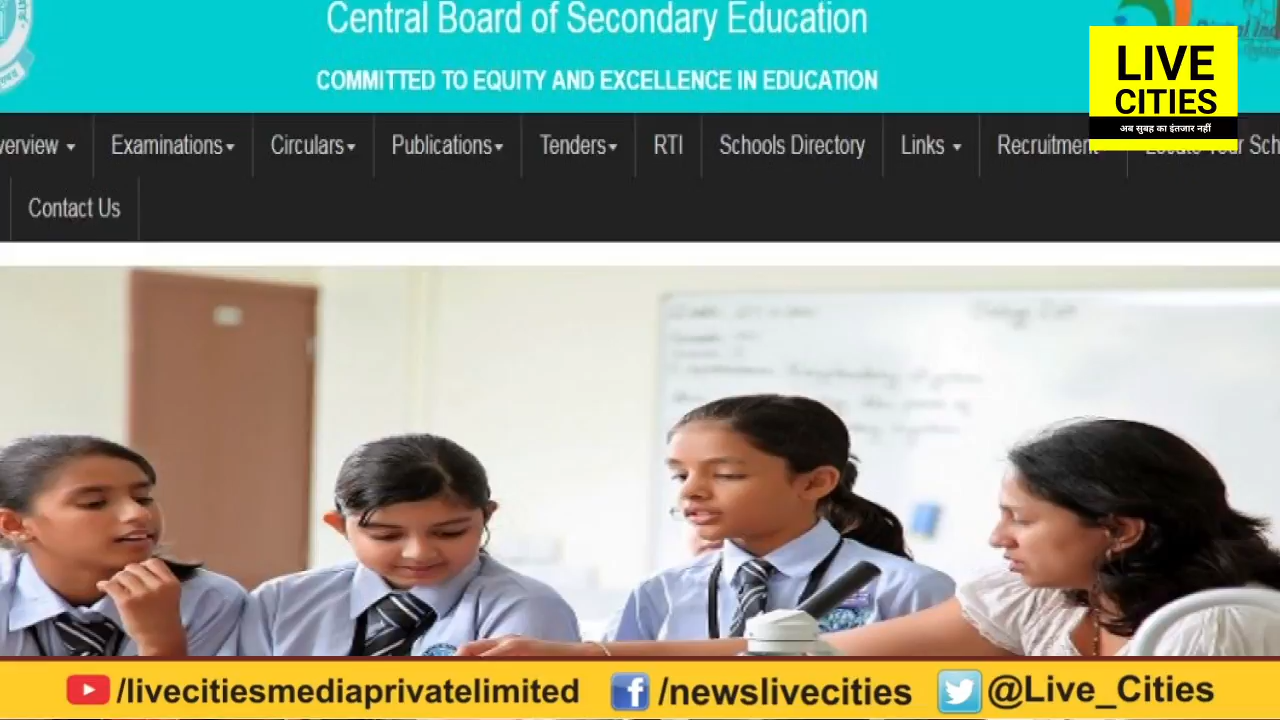 Central Board of Secondary Education
COMMITTED TO EQUITY AND EXCELLENCE IN EDUCATION
LIVE
CITIES
अब सुबह का इंतजार नहीं
Examinations
Circulars
Publications
Tenders
RTI
Schools Directory
Links
Recruitment
Contact Us
/livecitiesmediaprivatelimited
/newslivecities
@Live_Cities